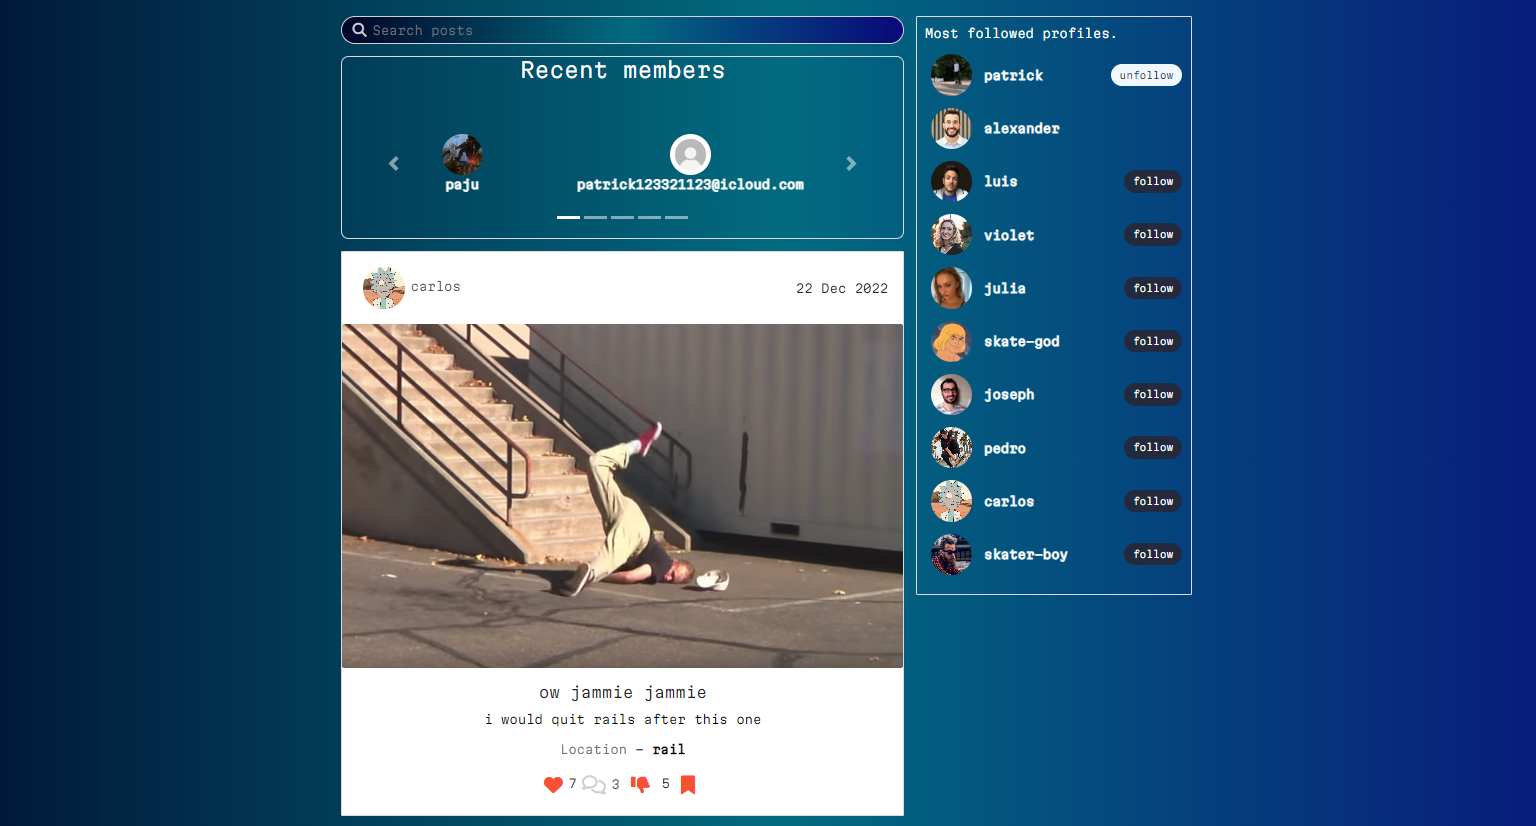 Search posts
Recent members
paju
patrick123321123@icloud.com
carlos
22 Dec 2022
ow jammie jammie
i would quit rails after this one
Location - rail
7 3 5
Most followed profiles.
patrick unfollow
alexander
luis follow
violet follow
julia follow
skate-god follow
joseph follow
pedro follow
carlos follow
skater-boy follow